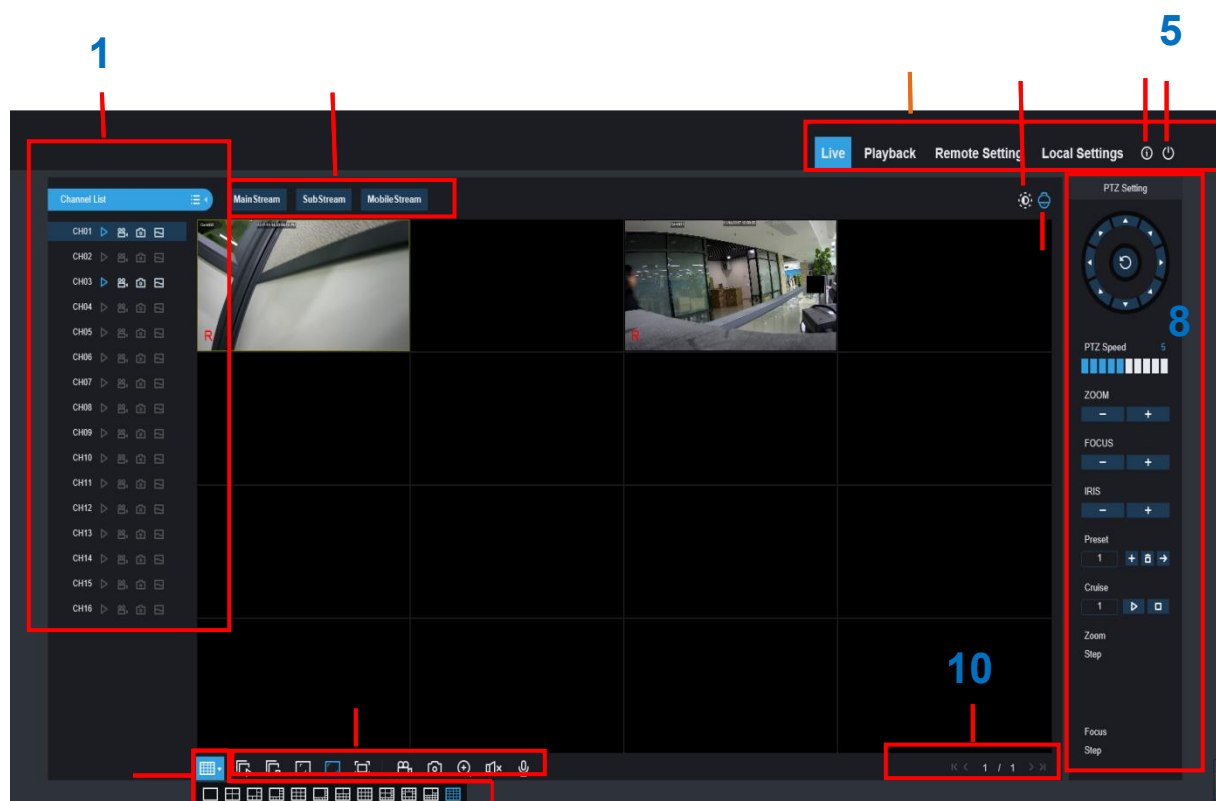 1
5
Live Playback Remote Setting Local Settings
Channel List
MainStream SubStream MobileStream
PTZ Setting
CH01
CH02
CH03
CH04
CH05
CH06
CH07
CH08
CH09
CH10
CH11
CH12
CH13
CH14
CH15
CH16
R
R
8
PTZ Speed 5
ZOOM
- +
FOCUS
- +
IRIS
- +
Preset
1 +
Cruise
1
Zoom
Step
10
Focus
Step
1 / 1